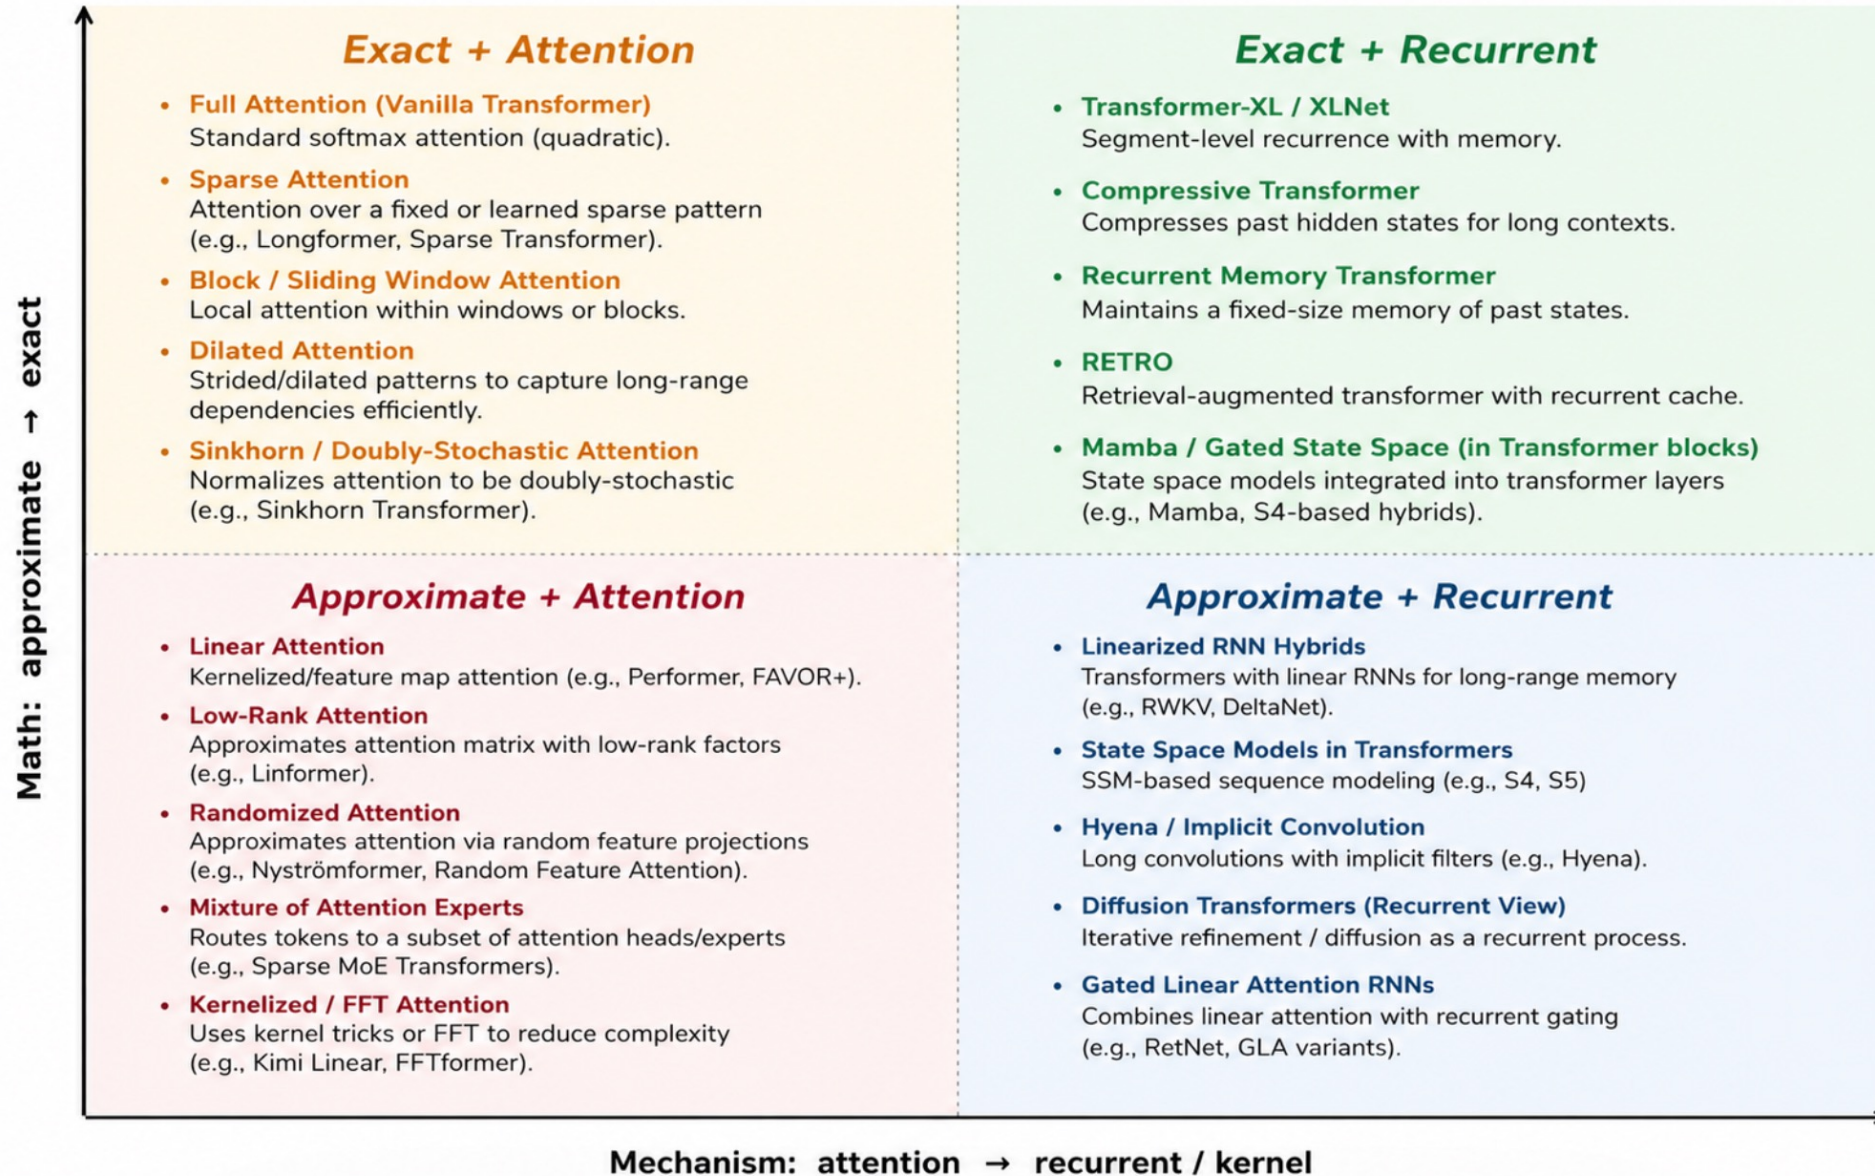 Math: approximate → exact
Exact + Attention
• Full Attention (Vanilla Transformer)
Standard softmax attention (quadratic).
• Sparse Attention
Attention over a fixed or learned sparse pattern
(e.g., Longformer, Sparse Transformer).
• Block / Sliding Window Attention
Local attention within windows or blocks.
• Dilated Attention
Strided/dilated patterns to capture long-range
dependencies efficiently.
• Sinkhorn / Doubly-Stochastic Attention
Normalizes attention to be doubly-stochastic
(e.g., Sinkhorn Transformer).
Exact + Recurrent
• Transformer-XL / XLNet
Segment-level recurrence with memory.
• Compressive Transformer
Compresses past hidden states for long contexts.
• Recurrent Memory Transformer
Maintains a fixed-size memory of past states.
• RETRO
Retrieval-augmented transformer with recurrent cache.
• Mamba / Gated State Space (in Transformer blocks)
State space models integrated into transformer layers
(e.g., Mamba, S4-based hybrids).
Approximate + Attention
• Linear Attention
Kernelized/feature map attention (e.g., Performer, FAVOR+).
• Low-Rank Attention
Approximates attention matrix with low-rank factors
(e.g., Linformer).
• Randomized Attention
Approximates attention via random feature projections
(e.g., Nyströmformer, Random Feature Attention).
• Mixture of Attention Experts
Routes tokens to a subset of attention heads/experts
(e.g., Sparse MoE Transformers).
• Kernelized / FFT Attention
Uses kernel tricks or FFT to reduce complexity
(e.g., Kimi Linear, FFTformer).
Approximate + Recurrent
• Linearized RNN Hybrids
Transformers with linear RNNs for long-range memory
(e.g., RWKV, DeltaNet).
• State Space Models in Transformers
SSM-based sequence modeling (e.g., S4, S5)
• Hyena / Implicit Convolution
Long convolutions with implicit filters (e.g., Hyena).
• Diffusion Transformers (Recurrent View)
Iterative refinement / diffusion as a recurrent process.
• Gated Linear Attention RNNs
Combines linear attention with recurrent gating
(e.g., RetNet, GLA variants).
Mechanism: attention → recurrent / kernel